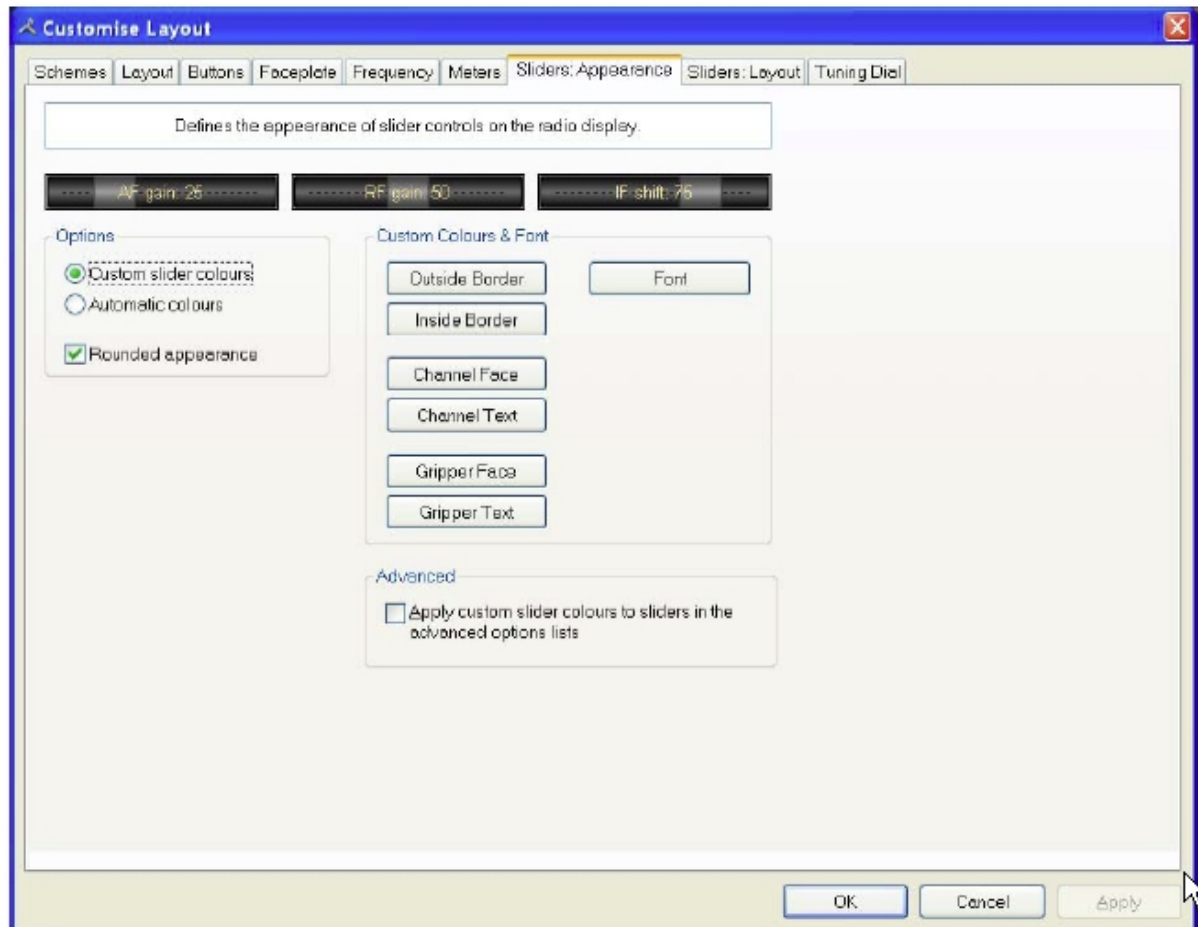 Customise Layout
Schemes Layout Buttons Faceplate Frequency Meters Sliders: Appearance Sliders: Layout Tuning Dial
Defines the appearance of slider controls on the radio display.
AF gain: 25 RF gain: 50 IF shift: 75
Options
Custom slider colours
Automatic colours
Rounded appearance
Custom Colours & Font
Outside Border Font
Inside Border
Channel Face
Channel Text
Gripper Face
Gripper Text
Advanced
Apply custom slider colours to sliders in the
advanced options lists
OK Cancel Apply